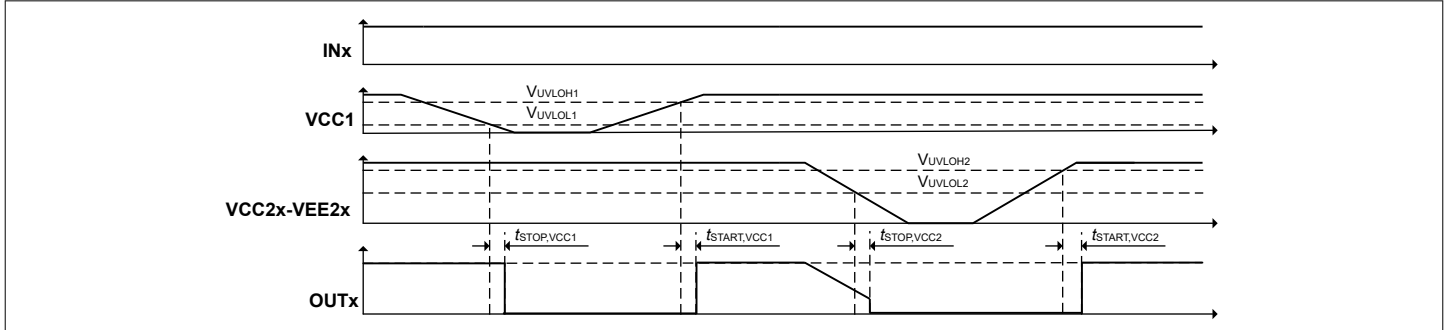 INx
VUVLOH1
VUVLOL1
VCC1
VUVLOH2
VUVLOL2
VCC2x-VEE2x
tSTOP,VCC1
tSTART,VCC1
tSTOP,VCC2
tSTART,VCC2
OUTx